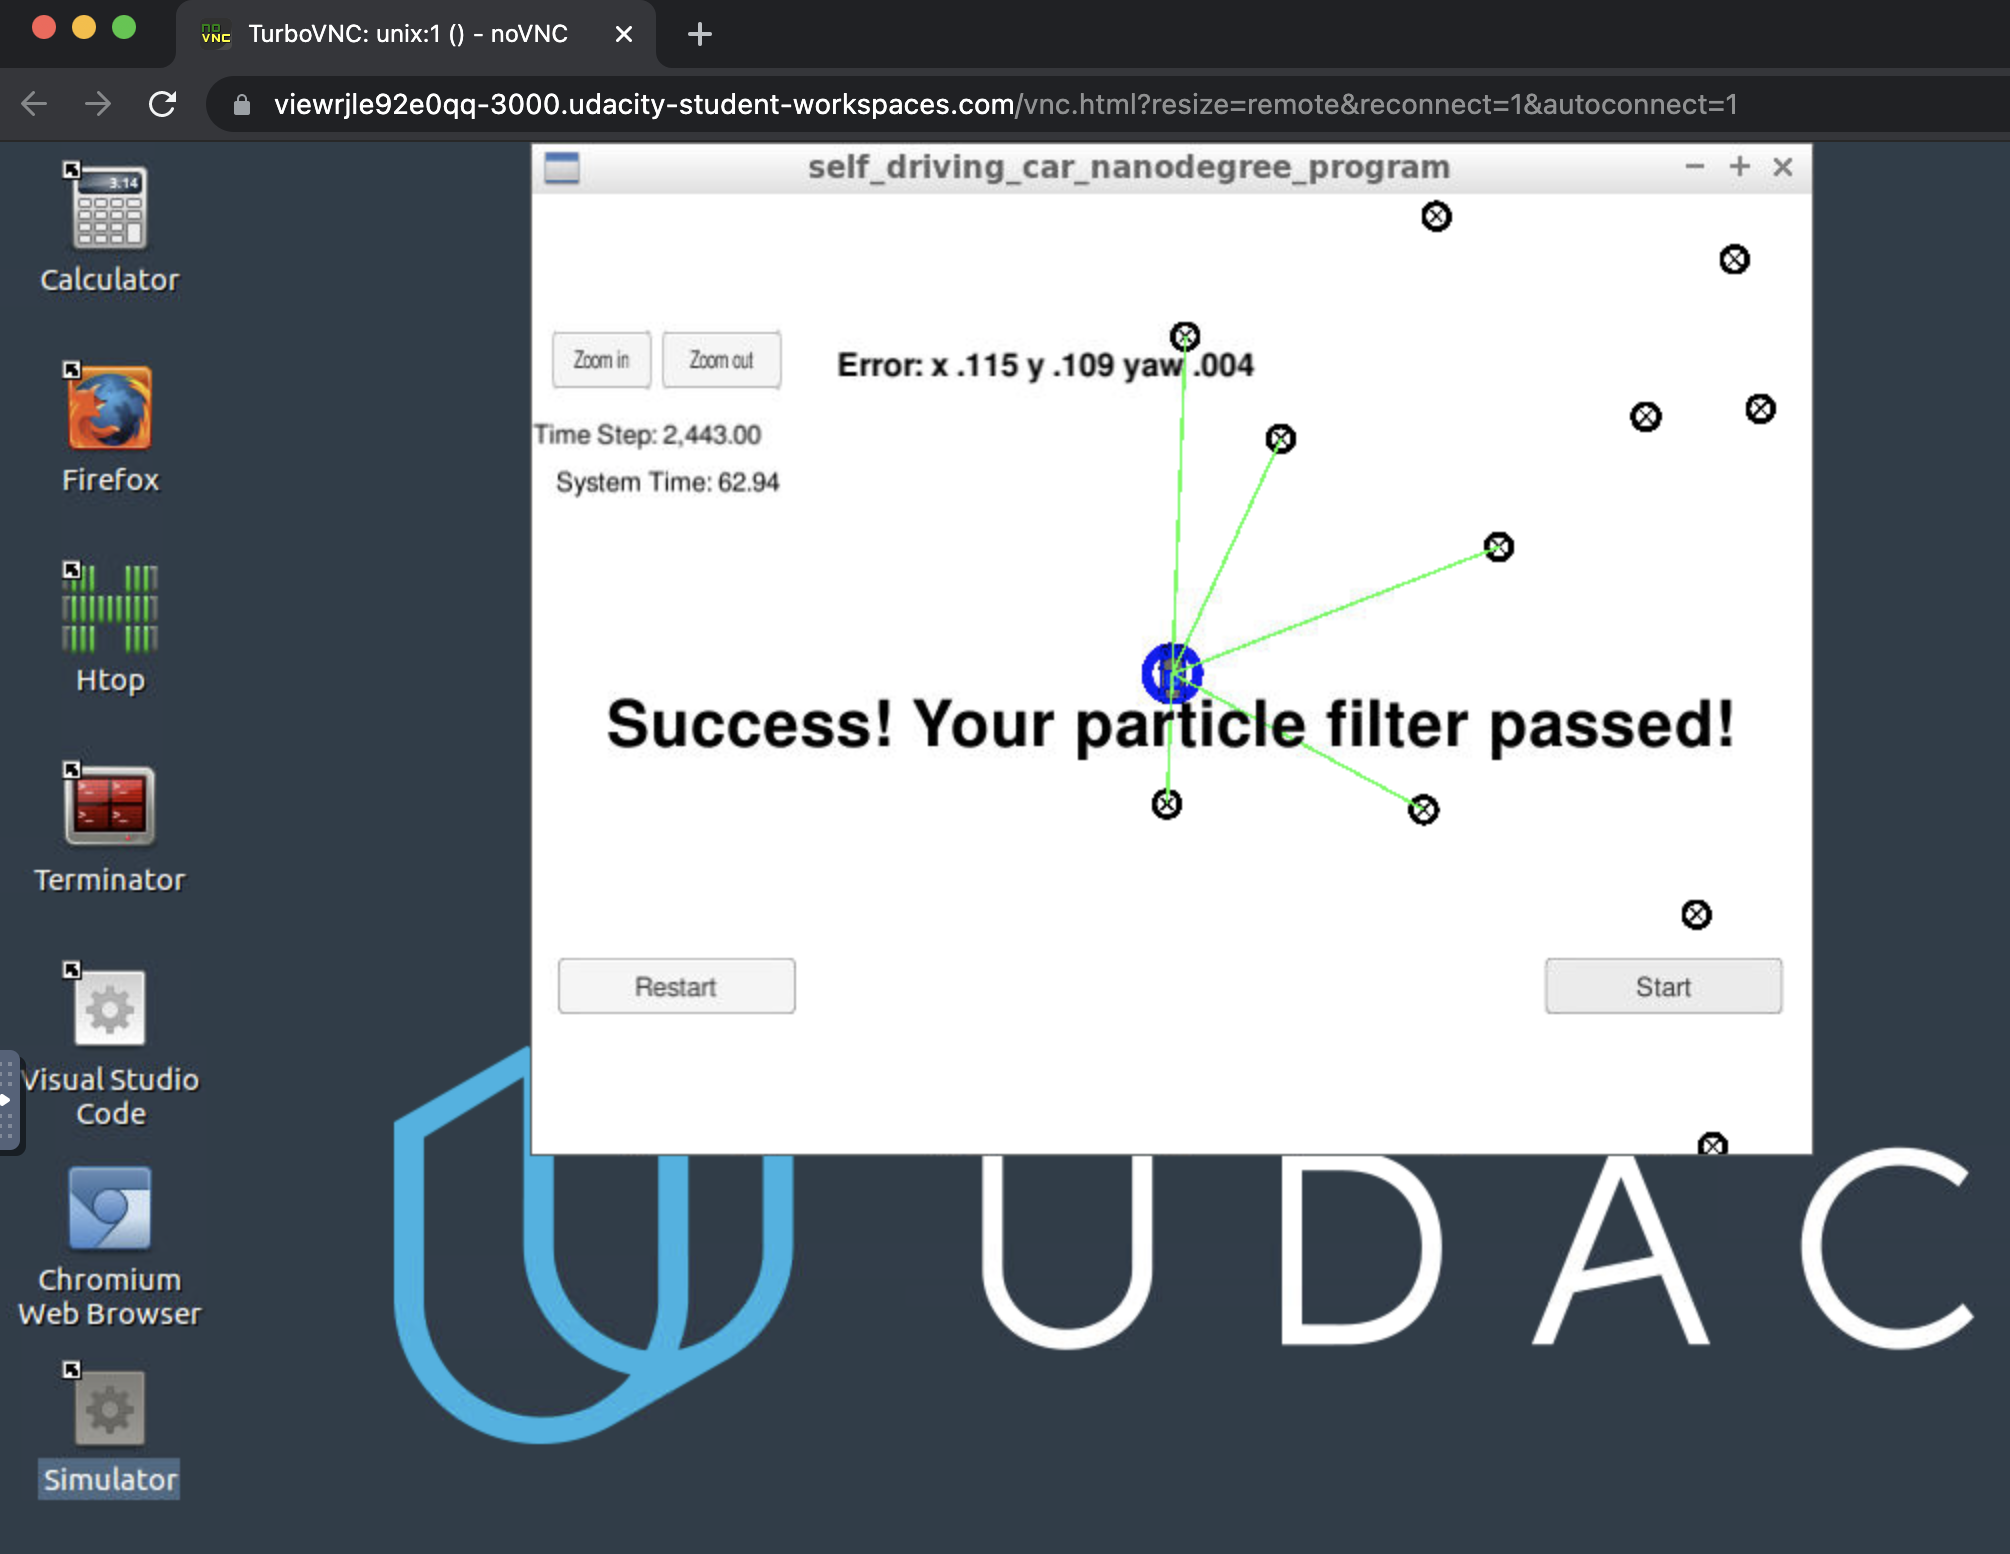 TurboVNC: unix:1 () - noVNC
viewrjle92e0qq-3000.udacity-student-workspaces.com/vnc.html?resize=remote&reconnect=1&autoconnect=1
self_driving_car_nanodegree_program
3.14
Calculator
Firefox
Htop
Terminator
Visual Studio
Code
Chromium
Web Browser
Simulator
Zoom in
Zoom out
Error: x .115 y .109 yaw .004
Time Step: 2,443.00
System Time: 62.94
Success! Your particle filter passed!
Restart
Start
UDAC